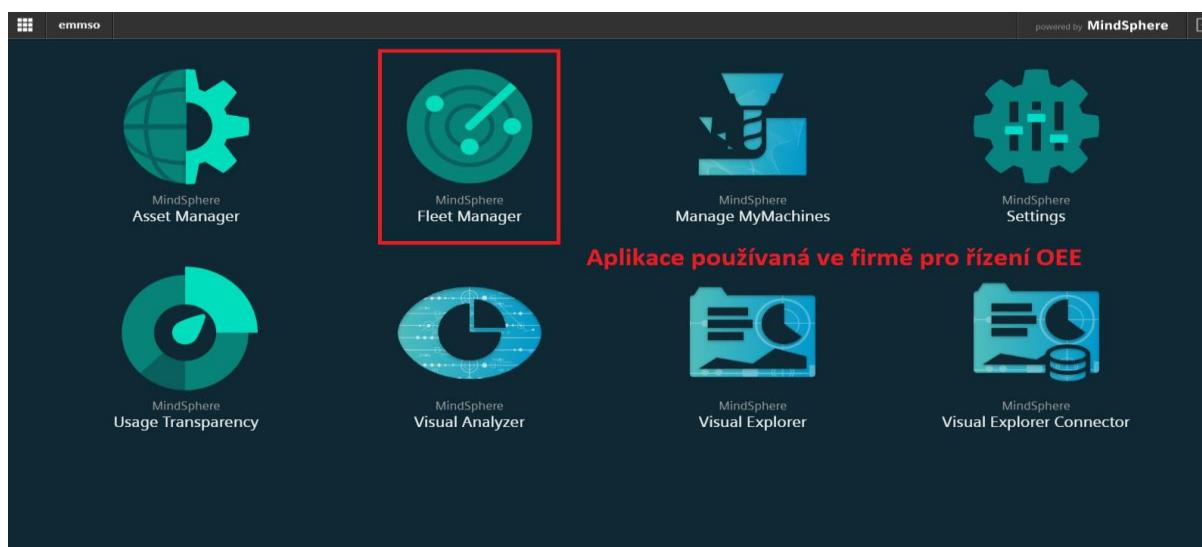 emmso
powered by MindSphere
MindSphere
Asset Manager
MindSphere
Fleet Manager
MindSphere
Manage MyMachines
MindSphere
Settings
Aplikace používaná ve firmě pro řízení OEE
MindSphere
Usage Transparency
MindSphere
Visual Analyzer
MindSphere
Visual Explorer
MindSphere
Visual Explorer Connector